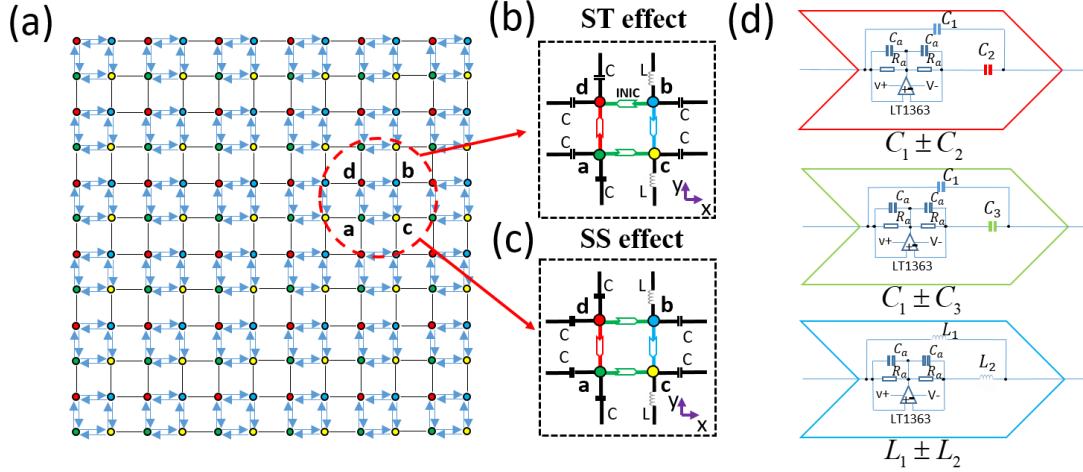 (a)
d
b
a
c
(b)
ST effect
C
L
d
b
C
INIC
C
C
C
a
c
C
L
y
x
(c)
SS effect
C
L
d
b
C
C
C
C
a
c
C
L
y
x
(d)
C₁
Cₐ Cₐ
C₂
Rₐ Rₐ
v+ V-
+-
LT1363
C₁ ± C₂
C₁
Cₐ Cₐ
C₃
Rₐ Rₐ
v+ V-
+-
LT1363
C₁ ± C₃
L₁
Cₐ Cₐ
L₂
Rₐ Rₐ
v+ V-
+-
LT1363
L₁ ± L₂